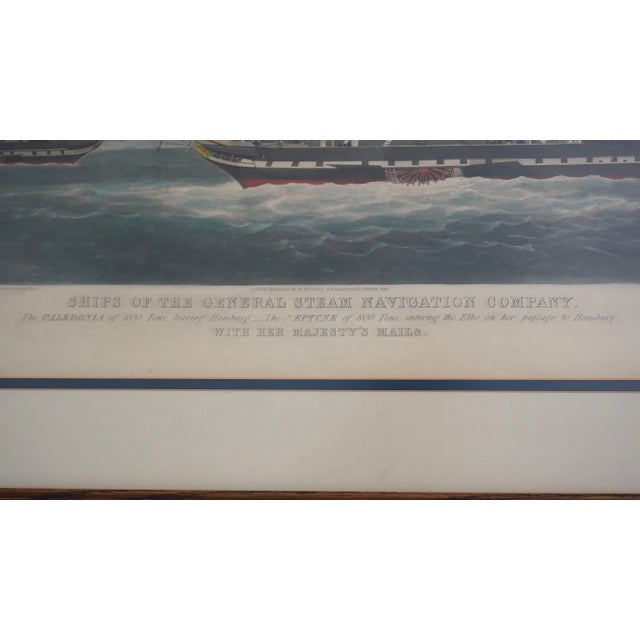 SHIPS OF THE GENERAL STEAM NAVIGATION COMPANY.
The CALEDONIA of 800 Tons leaving Hamburg __ The NEPTUNE of 800 Tons, entering the Elbe on her paſsage to Hamburg,
WITH HER MAJESTY'S MAILS.